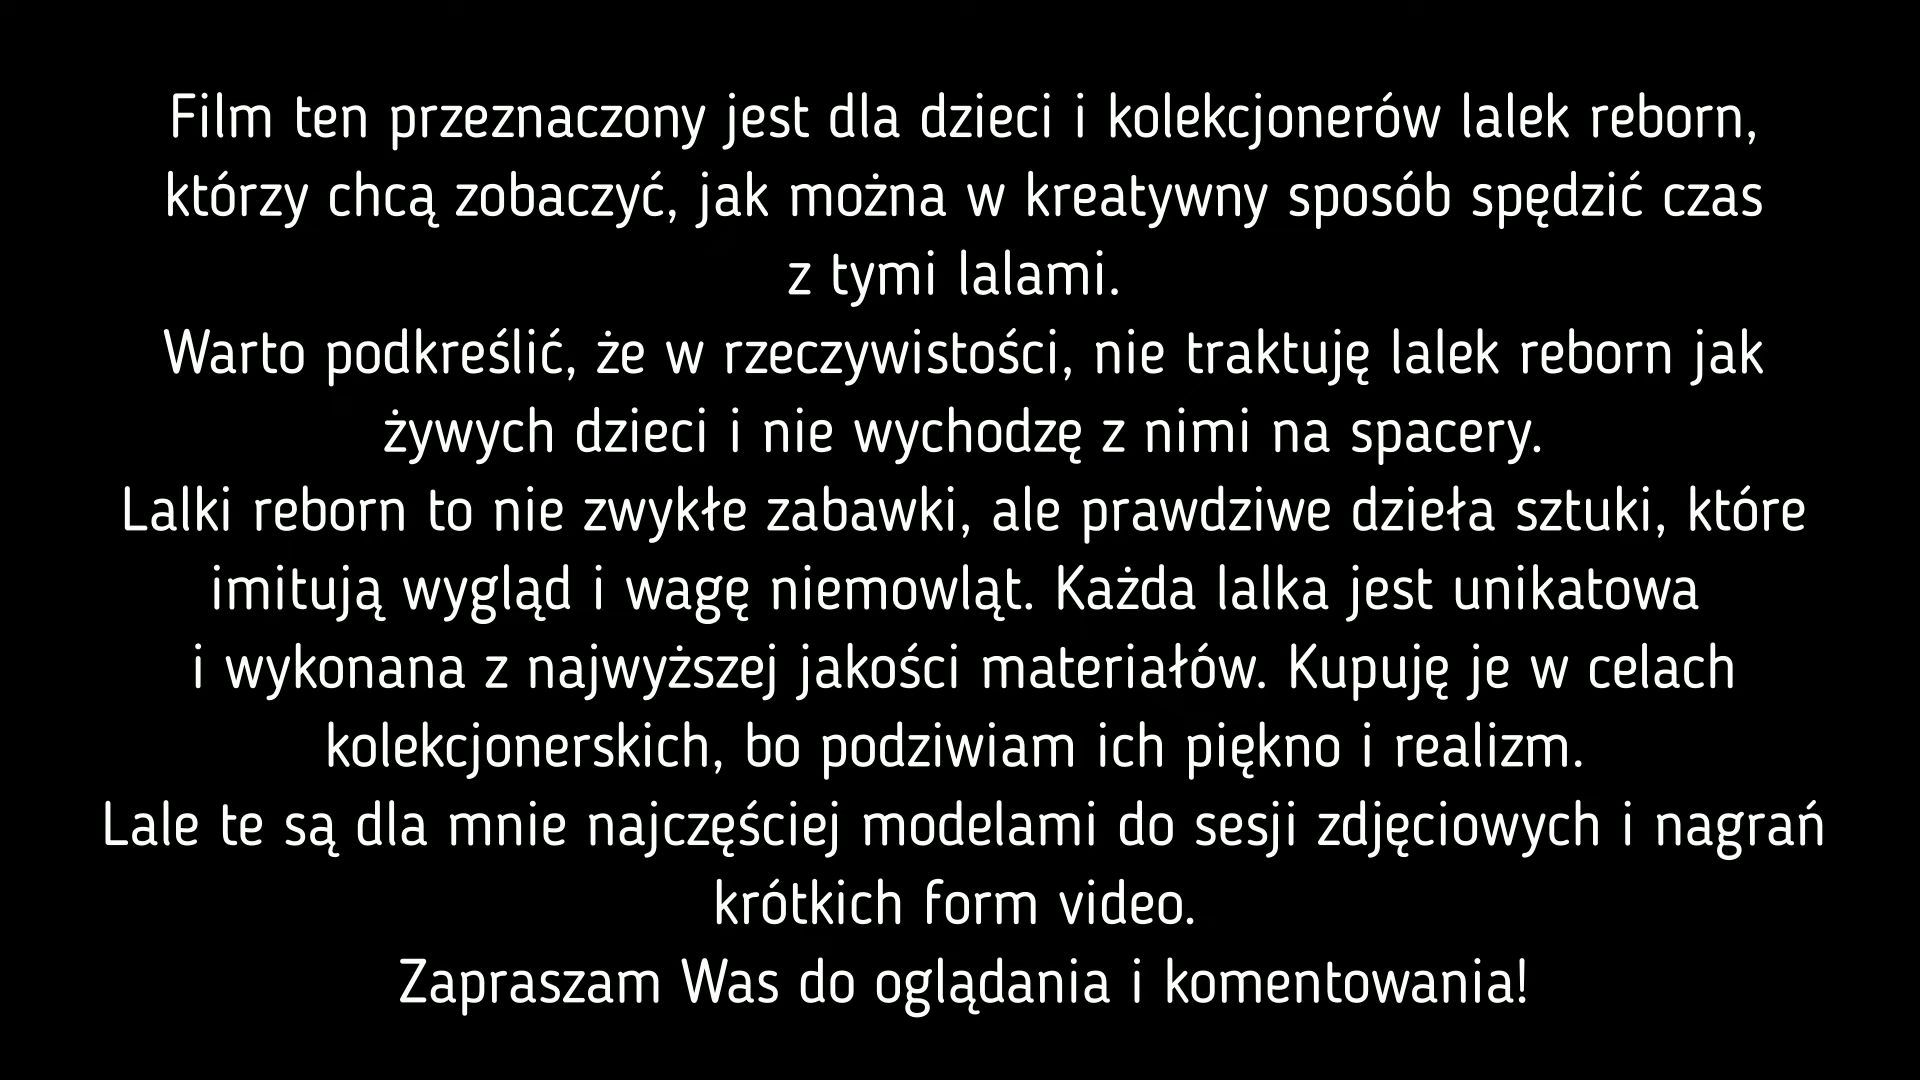 Film ten przeznaczony jest dla dzieci i kolekcjonerów lalek reborn,
którzy chcą zobaczyć, jak można w kreatywny sposób spędzić czas
z tymi lalami.
Warto podkreślić, że w rzeczywistości, nie traktuję lalek reborn jak
żywych dzieci i nie wychodzę z nimi na spacery.
Lalki reborn to nie zwykłe zabawki, ale prawdziwe dzieła sztuki, które
imitują wygląd i wagę niemowląt. Każda lalka jest unikatowa
i wykonana z najwyższej jakości materiałów. Kupuję je w celach
kolekcjonerskich, bo podziwiam ich piękno i realizm.
Lale te są dla mnie najczęściej modelami do sesji zdjęciowych i nagrań
krótkich form video.
Zapraszam Was do oglądania i komentowania!